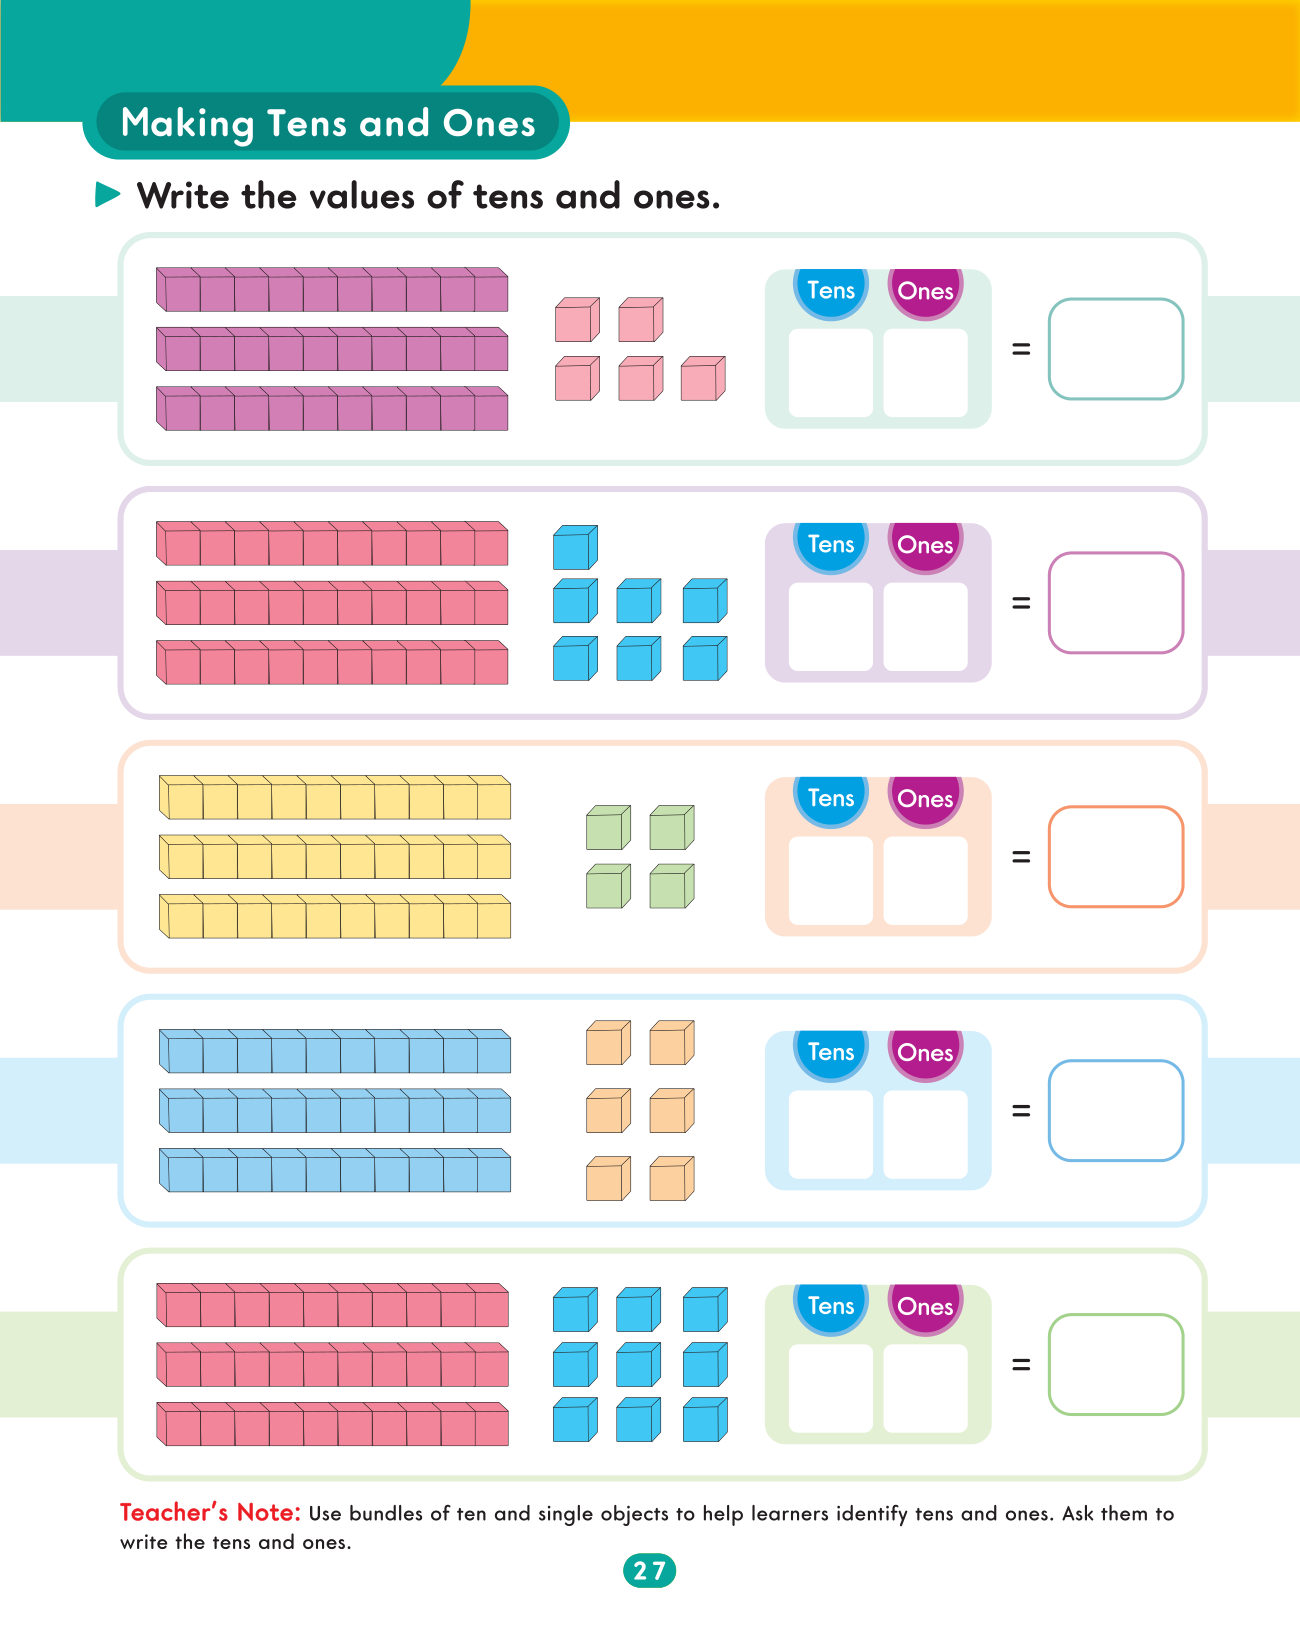 Making Tens and Ones
Write the values of tens and ones.
Tens Ones
=
Tens Ones
=
Tens Ones
=
Tens Ones
=
Tens Ones
=
Teacher's Note: Use bundles of ten and single objects to help learners identify tens and ones. Ask them to
write the tens and ones.
27